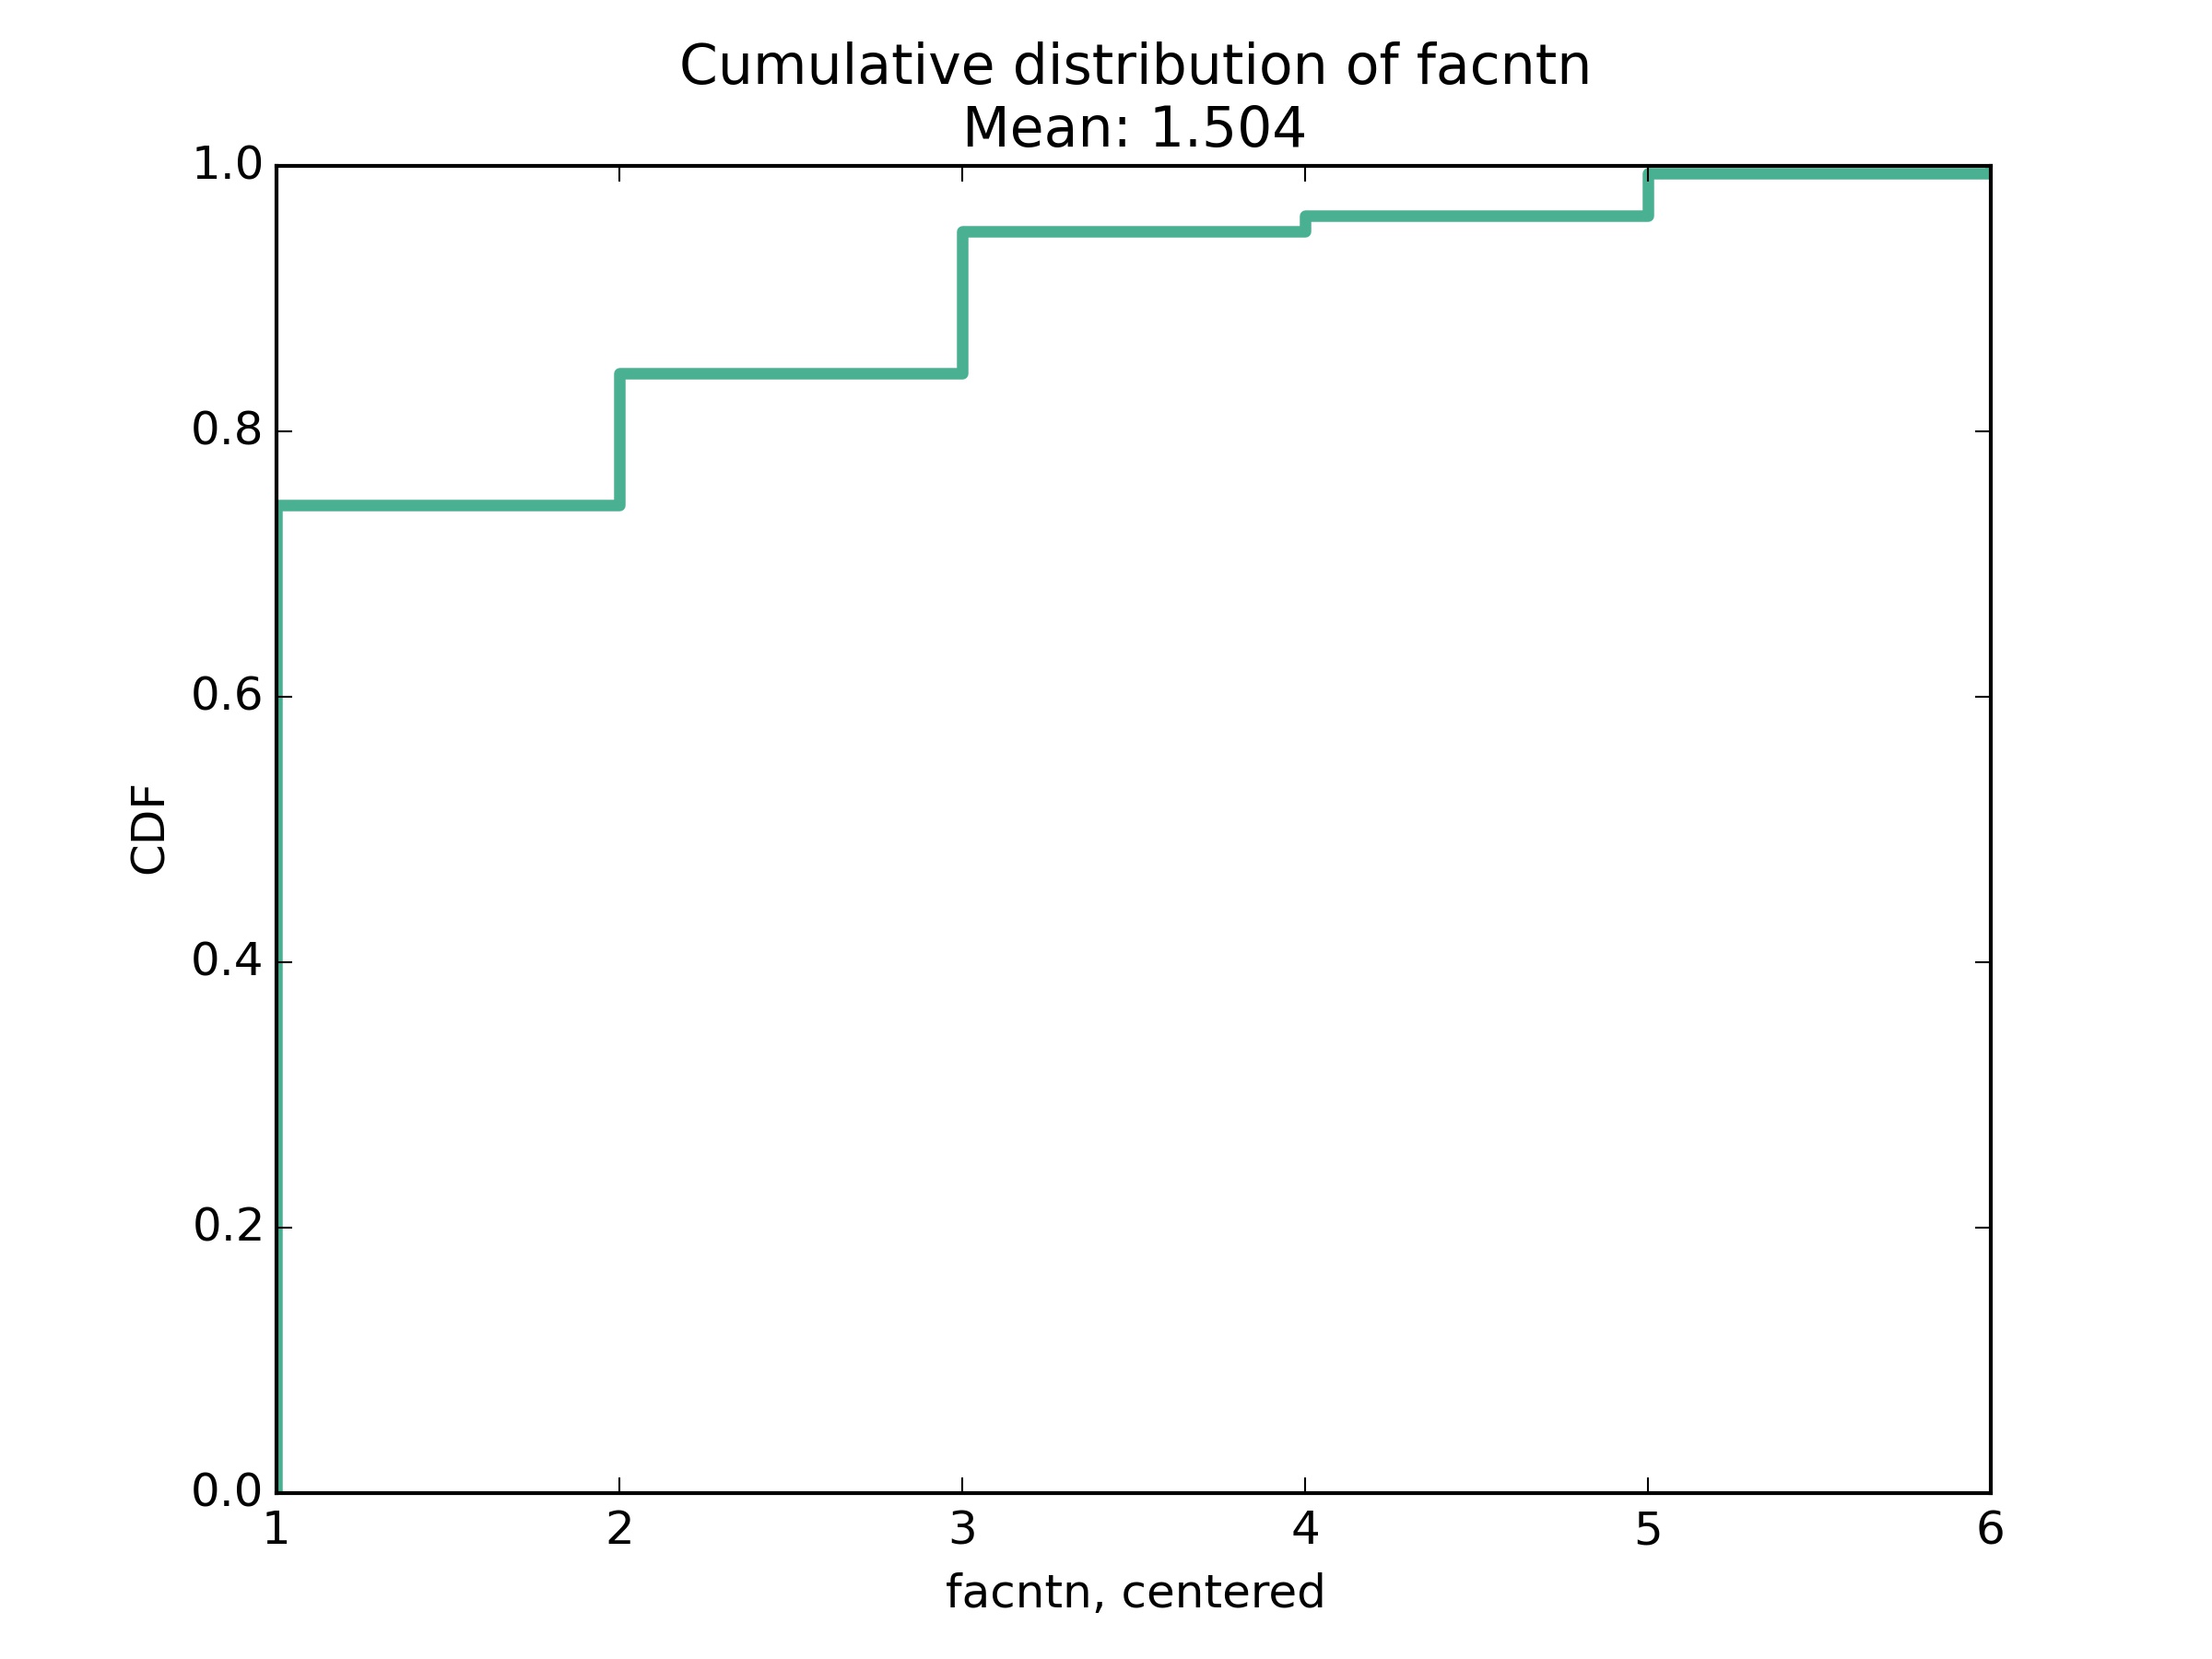 Cumulative distribution of facntn
Mean: 1.504
1.0
0.8
0.6
0.4
0.2
0.0
CDF
1 2 3 4 5 6
facntn, centered